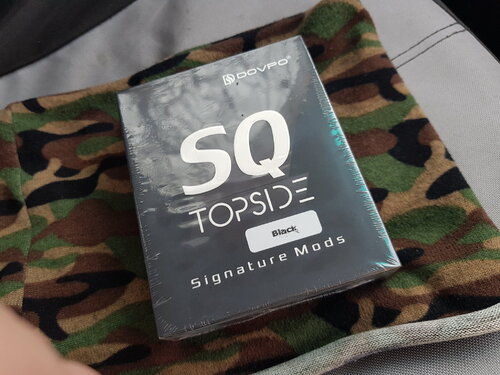 DOVPO®
SQ
TOPSIDE
Black
Signature Mods